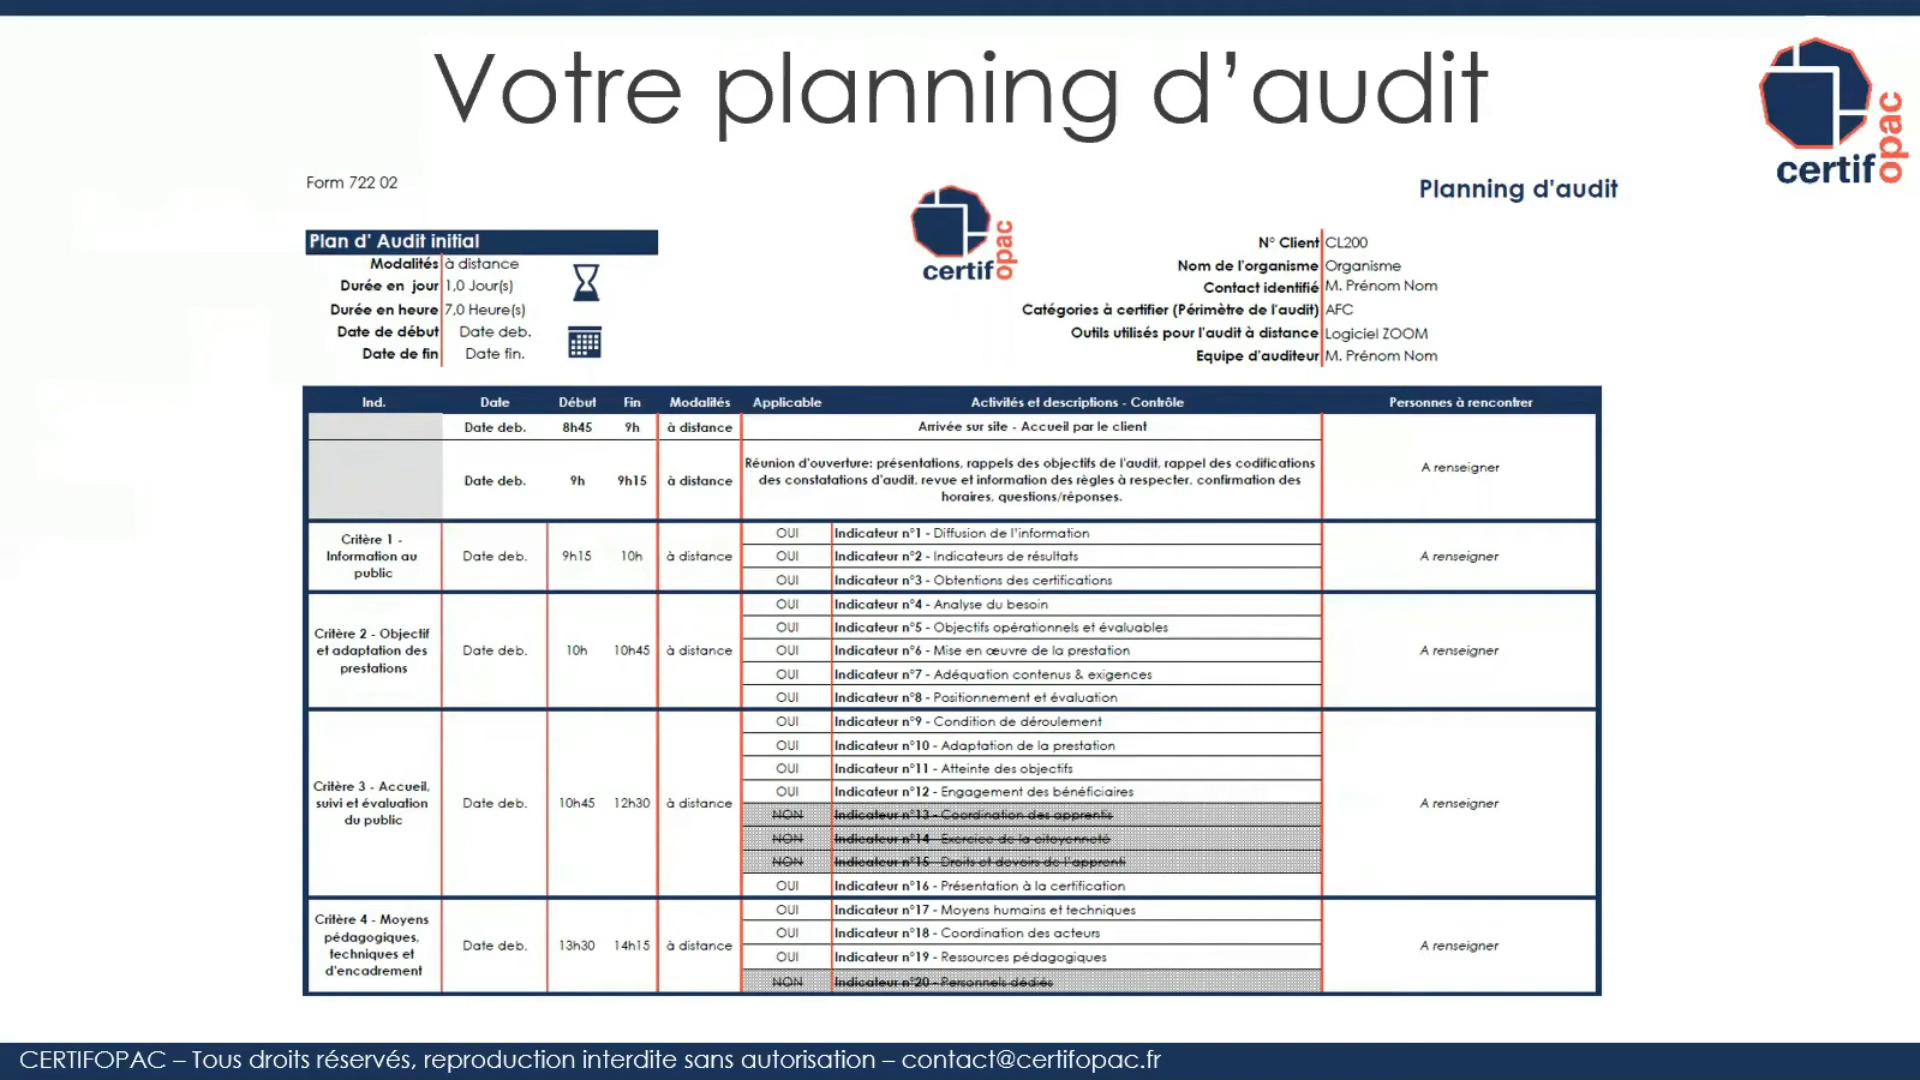 Votre planning d'audit
certif opac
Form 722 02
Planning d'audit
Plan d' Audit initial
Modalités à distance
Durée en jour 1,0 Jour(s)
Durée en heure 7,0 Heure(s)
Date de début Date deb.
Date de fin Date fin.
certif opac
N° Client CL200
Nom de l'organisme Organisme
Contact identifié M. Prénom Nom
Catégories à certifier (Périmètre de l'audit) AFC
Outils utilisés pour l'audit à distance Logiciel ZOOM
Equipe d'auditeur M. Prénom Nom
Ind. Date Début Fin Modalités Applicable Activités et descriptions - Contrôle Personnes à rencontrer
Date deb. 8h45 9h à distance Arrivée sur site - Accueil par le client
Date deb. 9h 9h15 à distance
Réunion d'ouverture: présentations, rappels des objectifs de l'audit, rappel des codifications
des constatations d'audit, revue et information des règles à respecter, confirmation des
horaires, questions/réponses.
A renseigner
Critère 1 -
Information au
public
Date deb. 9h15 10h à distance
OUI Indicateur n°1 - Diffusion de l'information
OUI Indicateur n°2 - Indicateurs de résultats
OUI Indicateur n°3 - Obtentions des certifications
A renseigner
Critère 2 - Objectif
et adaptation des
prestations
Date deb. 10h 10h45 à distance
OUI Indicateur n°4 - Analyse du besoin
OUI Indicateur n°5 - Objectifs opérationnels et évaluables
OUI Indicateur n°6 - Mise en œuvre de la prestation
OUI Indicateur n°7 - Adéquation contenus & exigences
OUI Indicateur n°8 - Positionnement et évaluation
A renseigner
Critère 3 - Accueil,
suivi et évaluation
du public
Date deb. 10h45 12h30 à distance
OUI Indicateur n°9 - Condition de déroulement
OUI Indicateur n°10 - Adaptation de la prestation
OUI Indicateur n°11 - Atteinte des objectifs
OUI Indicateur n°12 - Engagement des bénéficiaires
NON Indicateur n°13 - Coordination des apprentis
NON Indicateur n°14 - Exercice de la citoyenneté
NON Indicateur n°15 - Droits et devoirs de l'apprenti
OUI Indicateur n°16 - Présentation à la certification
A renseigner
Critère 4 - Moyens
pédagogiques,
techniques et
d'encadrement
Date deb. 13h30 14h15 à distance
OUI Indicateur n°17 - Moyens humains et techniques
OUI Indicateur n°18 - Coordination des acteurs
OUI Indicateur n°19 - Ressources pédagogiques
NON Indicateur n°20 - Personnels dédiés
A renseigner
CERTIFOPAC – Tous droits réservés, reproduction interdite sans autorisation – contact@certifopac.fr